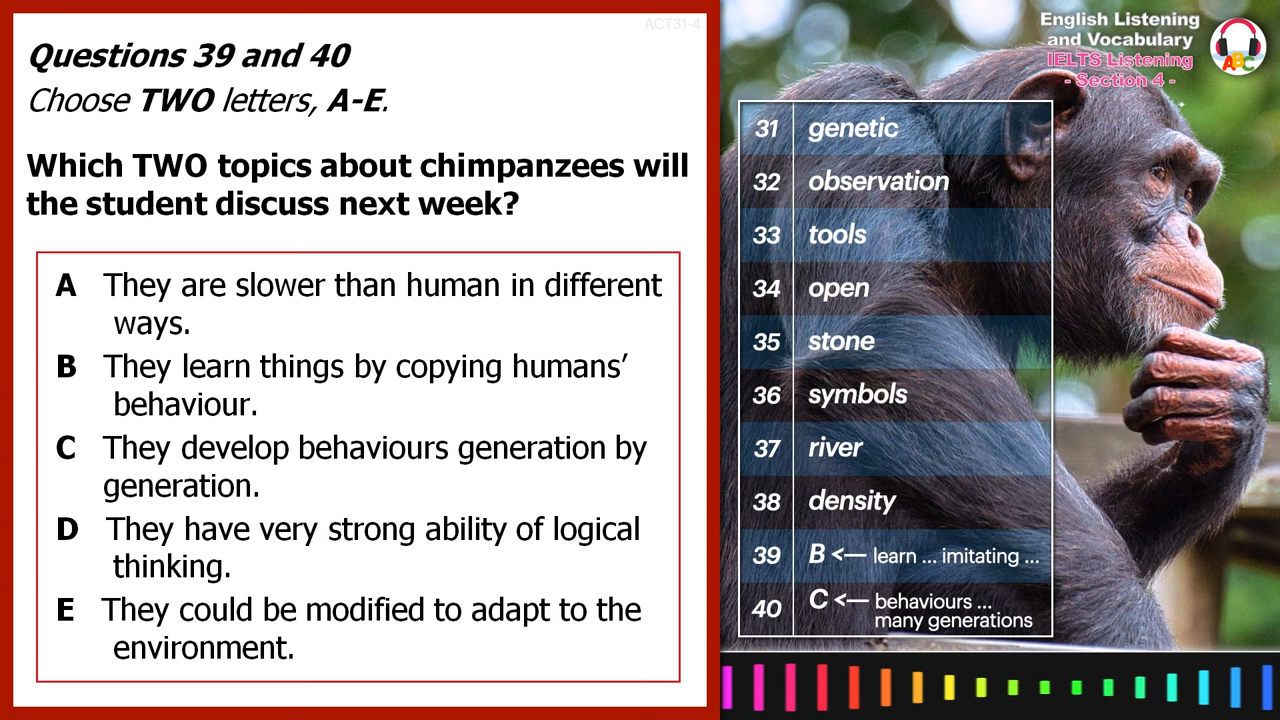 ACT31-4
Questions 39 and 40
Choose TWO letters, A-E.
Which TWO topics about chimpanzees will
the student discuss next week?
A They are slower than human in different
ways.
B They learn things by copying humans’
behaviour.
C They develop behaviours generation by
generation.
D They have very strong ability of logical
thinking.
E They could be modified to adapt to the
environment.
English Listening
and Vocabulary
IELTS Listening
- Section 4 -
ABC
31 genetic
32 observation
33 tools
34 open
35 stone
36 symbols
37 river
38 density
39 B <— learn ... imitating ...
40 C <— behaviours ...
many generations